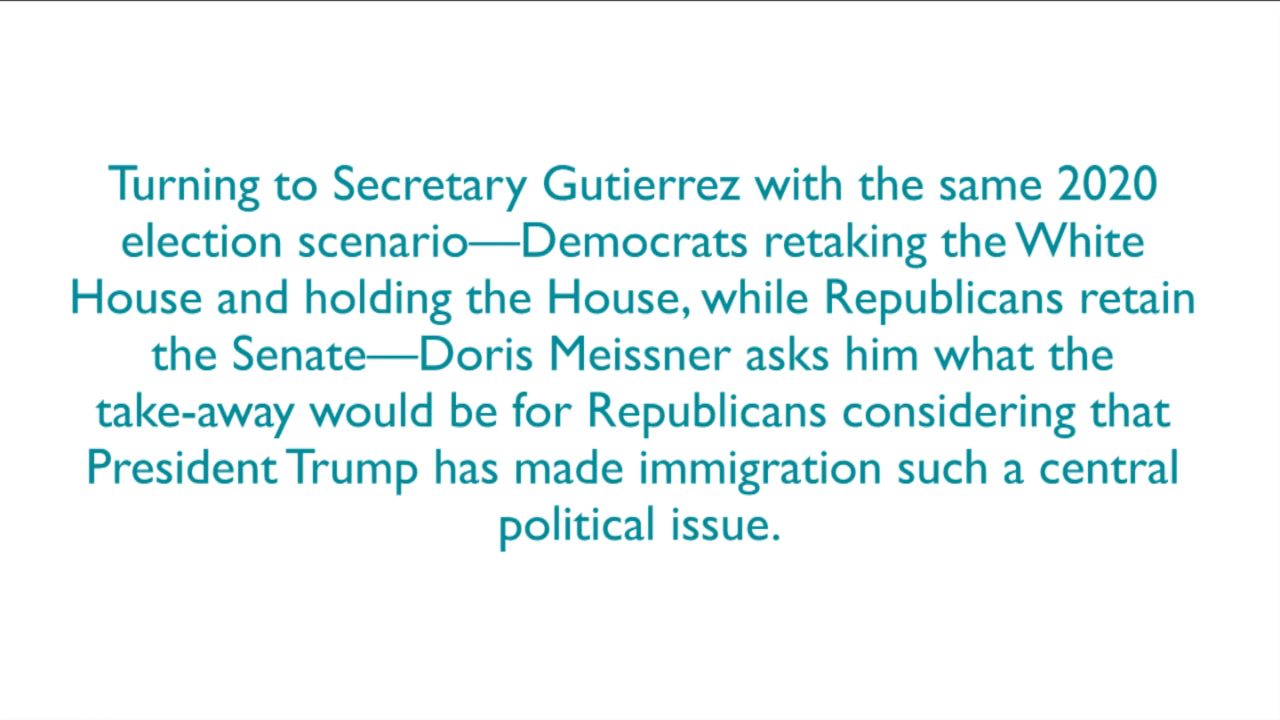 Turning to Secretary Gutierrez with the same 2020
election scenario—Democrats retaking the White
House and holding the House, while Republicans retain
the Senate—Doris Meissner asks him what the
take-away would be for Republicans considering that
President Trump has made immigration such a central
political issue.